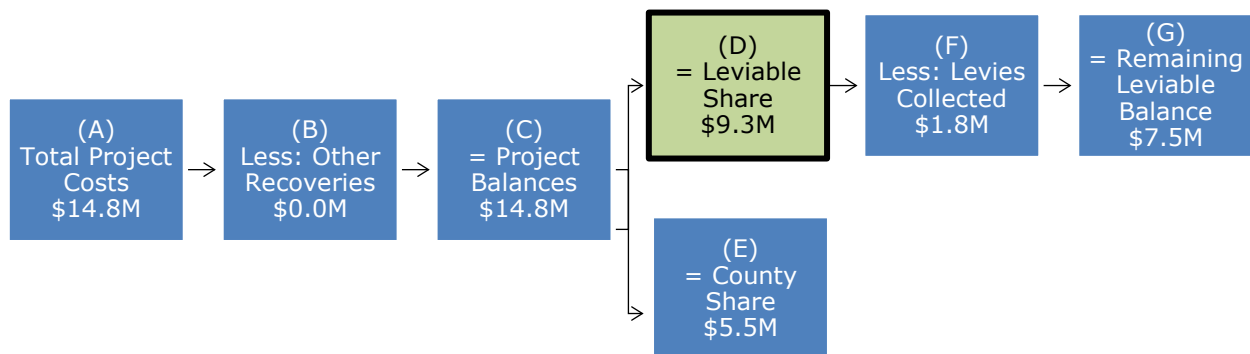 (A)
Total Project
Costs
$14.8M
(B)
Less: Other
Recoveries
$0.0M
(C)
= Project
Balances
$14.8M
(D)
= Leviable
Share
$9.3M
(E)
= County
Share
$5.5M
(F)
Less: Levies
Collected
$1.8M
(G)
= Remaining
Leviable
Balance
$7.5M